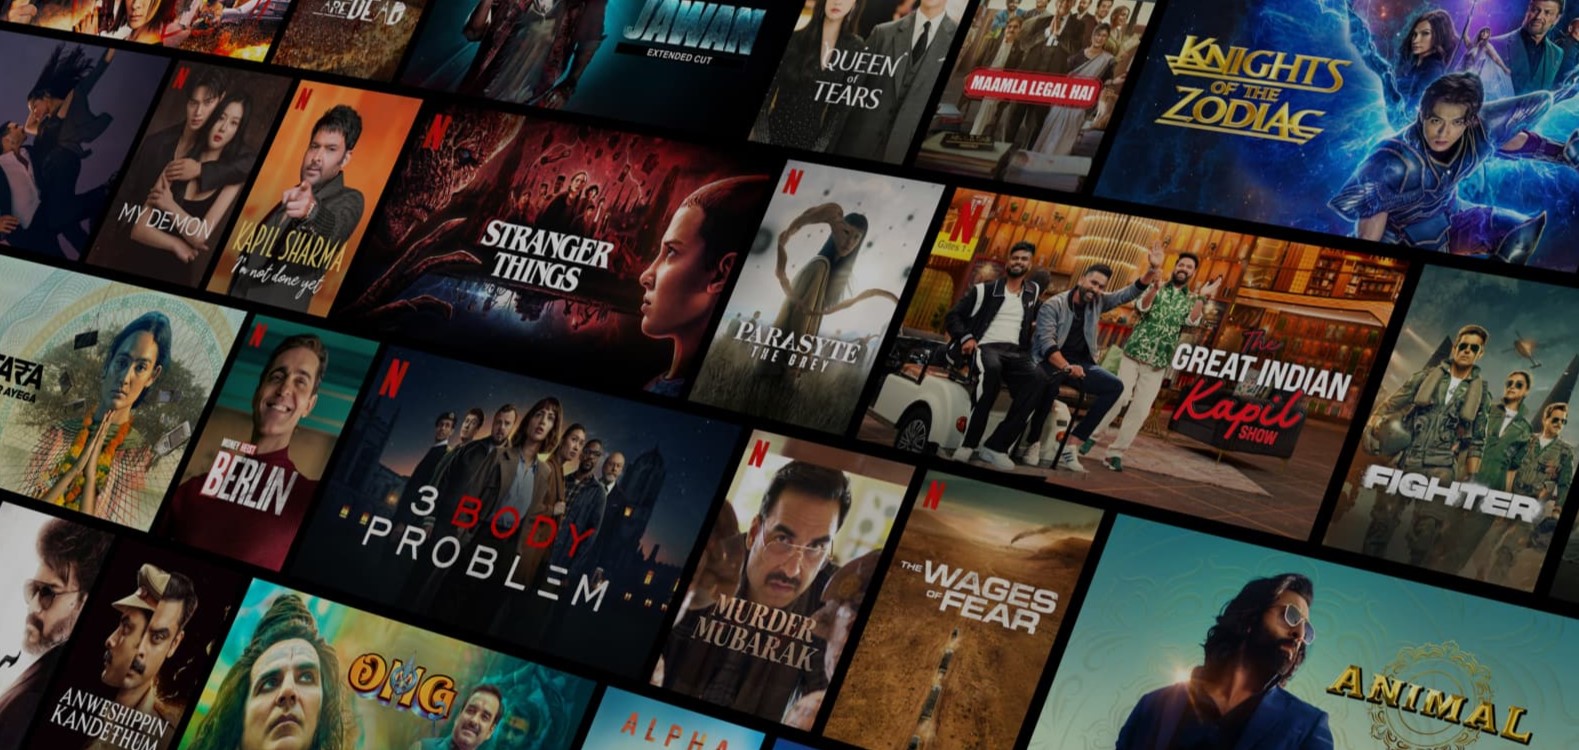 ARE DEAD
JAWAN
EXTENDED CUT
QUEEN
of
TEARS
MAAMLA LEGAL HAI
KNIGHTS
OF THE
ZODIAC
N
MY DEMON
N
KAPIL SHARMA
I'm not done yet
N
STRANGER
THINGS
N
PARASYTE
THE GREY
N
Gates 1-
The
GREAT INDIAN
Kapil
SHOW
FIGHTER
N
MONEY HEIST
BERLIN
N
3 BODY
PROBLEM
N
MURDER
MUBARAK
N
THE WAGES
OF FEAR
ANWESHIPPIN
KANDETHUM
OMG
ALPHA
ANIMAL